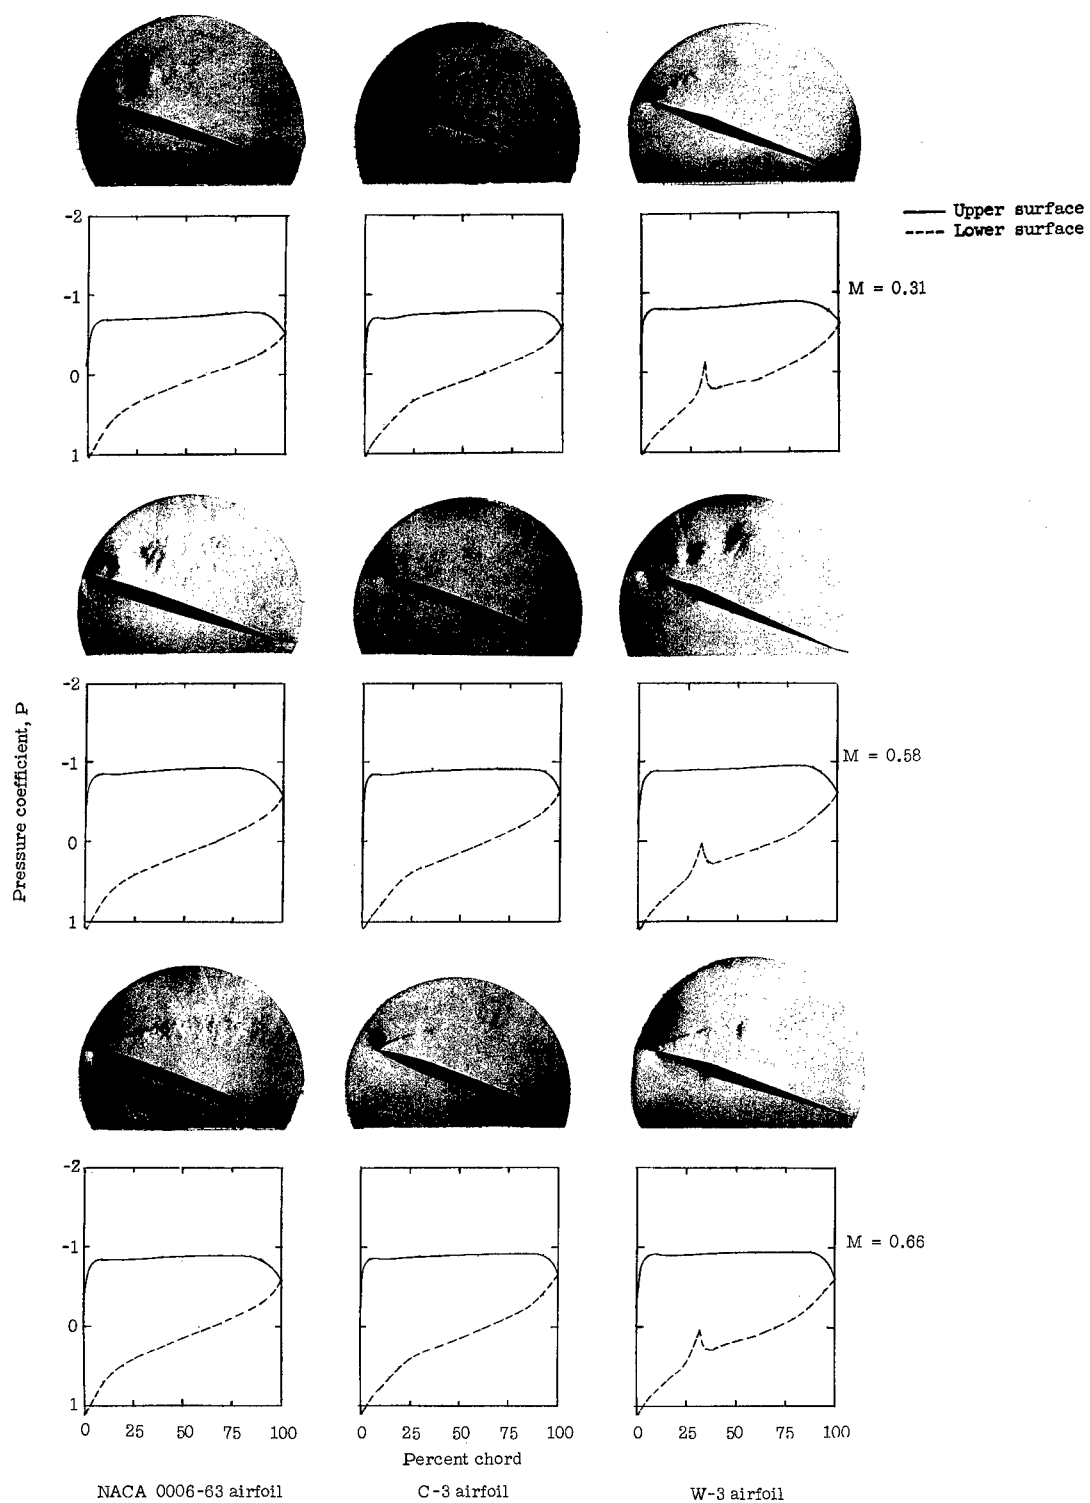 -2
Upper surface
Lower surface
-1
M = 0.31
0
1
-2
-1
M = 0.58
Pressure coefficient, P
0
1
-2
-1
M = 0.66
0
1
0 25 50 75 100 0 25 50 75 100 0 25 50 75 100
Percent chord
NACA 0006-63 airfoil C-3 airfoil W-3 airfoil